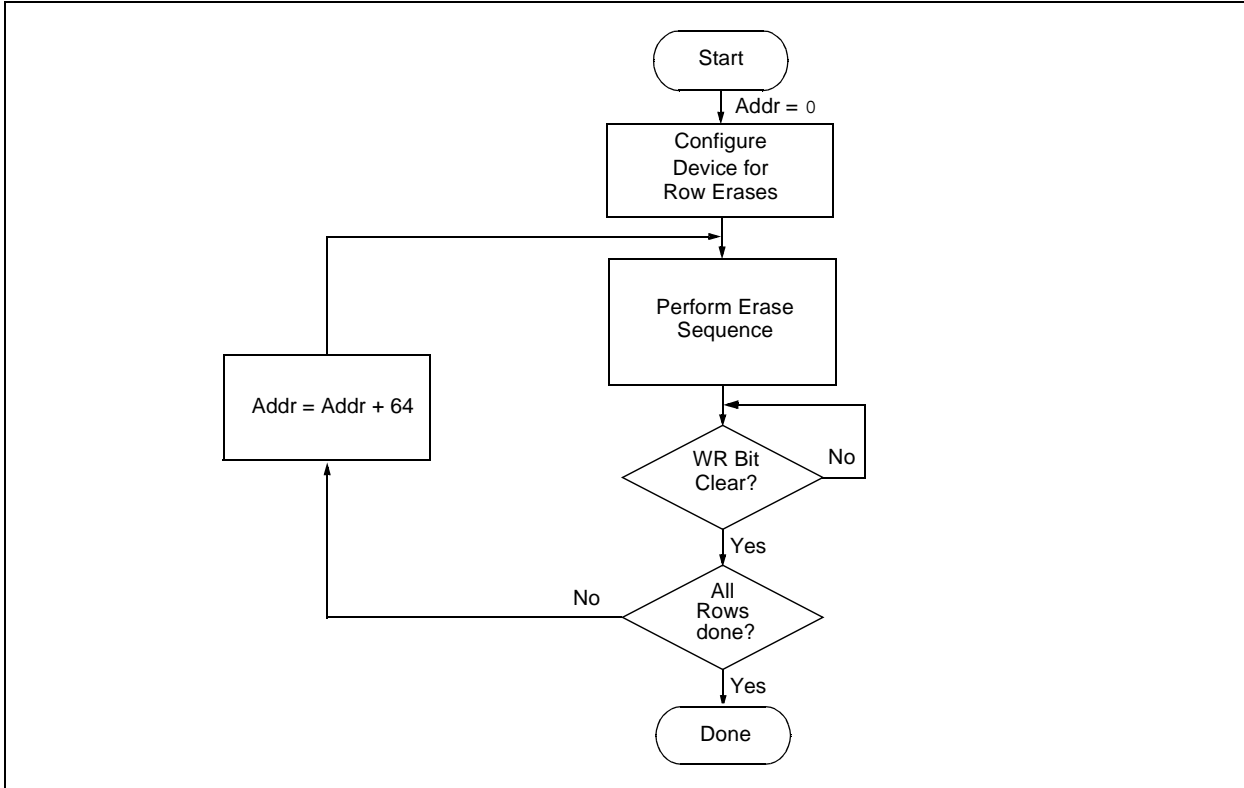 Start
Addr = 0
Configure
Device for
Row Erases
Perform Erase
Sequence
Addr = Addr + 64
WR Bit
Clear?
No
Yes
All
Rows
done?
No
Yes
Done